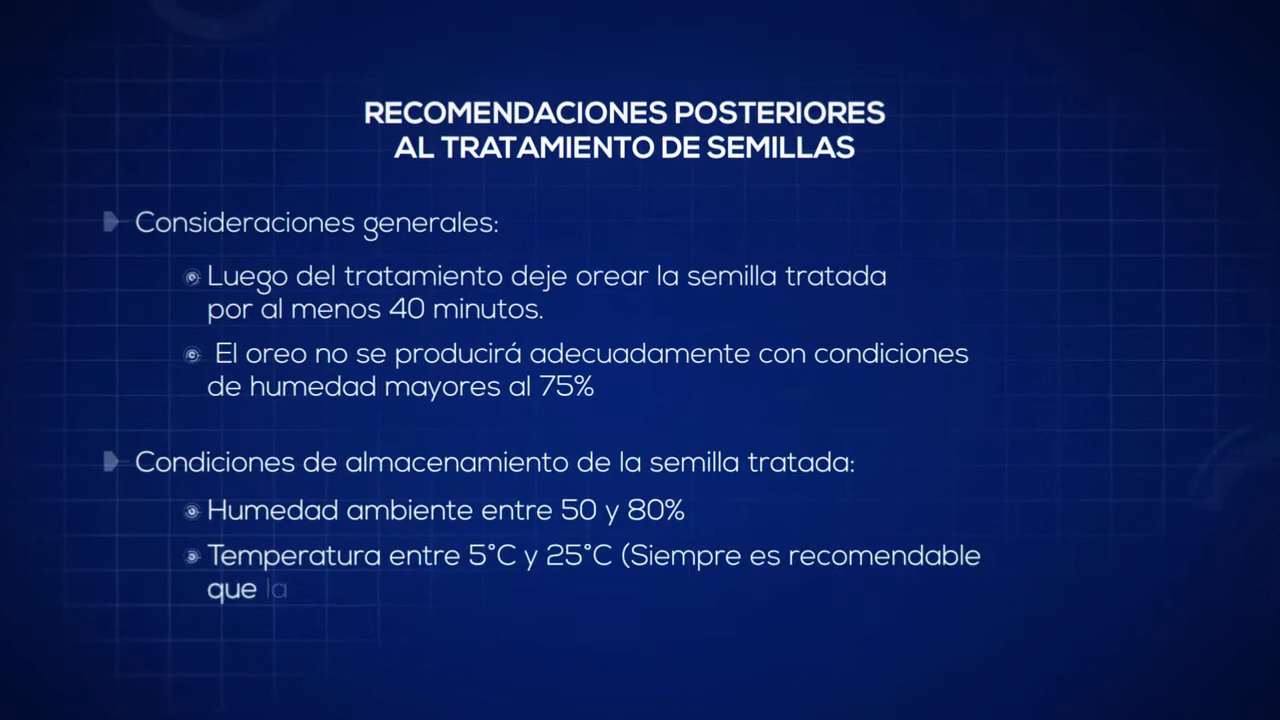 RECOMENDACIONES POSTERIORES
AL TRATAMIENTO DE SEMILLAS
Consideraciones generales:
Luego del tratamiento deje orear la semilla tratada
por al menos 40 minutos.
El oreo no se producirá adecuadamente con condiciones
de humedad mayores al 75%
Condiciones de almacenamiento de la semilla tratada:
Humedad ambiente entre 50 y 80%
Temperatura entre 5°C y 25°C (Siempre es recomendable
que la